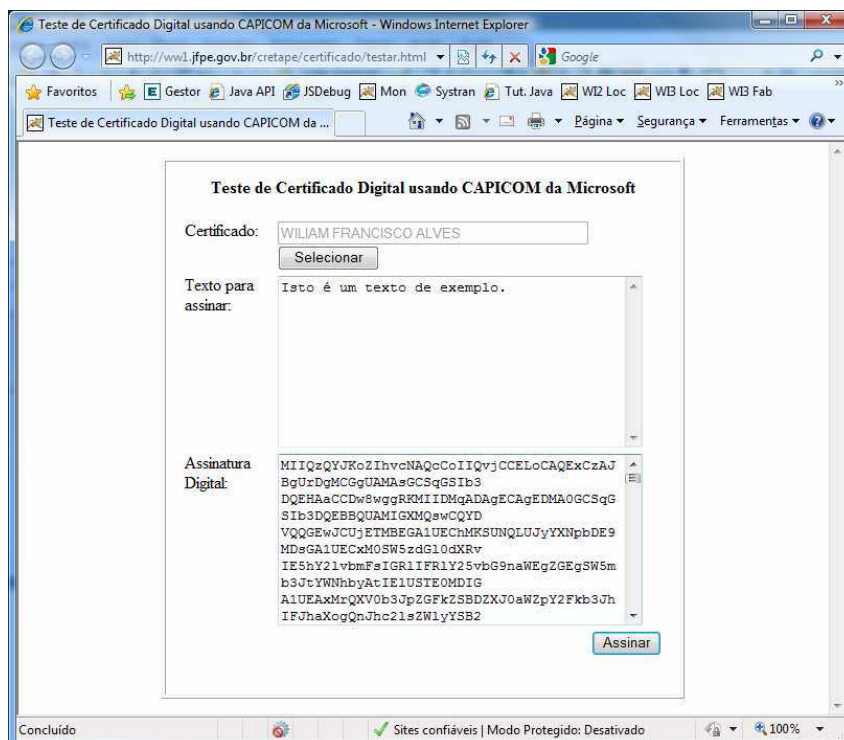 Teste de Certificado Digital usando CAPICOM da Microsoft - Windows Internet Explorer
http://ww1.jfpe.gov.br/cretape/certificado/testar.html
Google
Favoritos
Gestor
Java API
JSDebug
Mon
Systran
Tut. Java
WI2 Loc
WI3 Loc
WI3 Fab
Teste de Certificado Digital usando CAPICOM da ...
Página
Segurança
Ferramentas
Teste de Certificado Digital usando CAPICOM da Microsoft
Certificado:
WILIAM FRANCISCO ALVES
Selecionar
Texto para
assinar:
Isto é um texto de exemplo.
Assinatura
Digital:
MIIQzQYJKoZIhvcNAQcCoIIQvjCCELoCAQExCzAJ
BgUrDgMCGgUAMAsGCSqGSIb3
DQEHAaCCDw8wggRKMIIDMqADAgECAgEDMA0GCSqG
SIb3DQEBBQUAMIGXMQswCQYD
VQQGEwJCUjETMBEGA1UEChMKSUNQLUJyYXNpbDE9
MDsGA1UECxM0SW5zdGl0dXRv
IE5hY2lvbmFsIGRlIFRlY25vbG9naWEgZGEgSW5m
b3JtYWNhbyAtIElUSTE0MDIG
A1UEAxMrQXV0b3JpZGFkZSBDZXJ0aWZpY2Fkb3Jh
IFJhaXogQnJhc2lsZWlyYSB2
Assinar
Concluído
Sites confiáveis | Modo Protegido: Desativado
100%